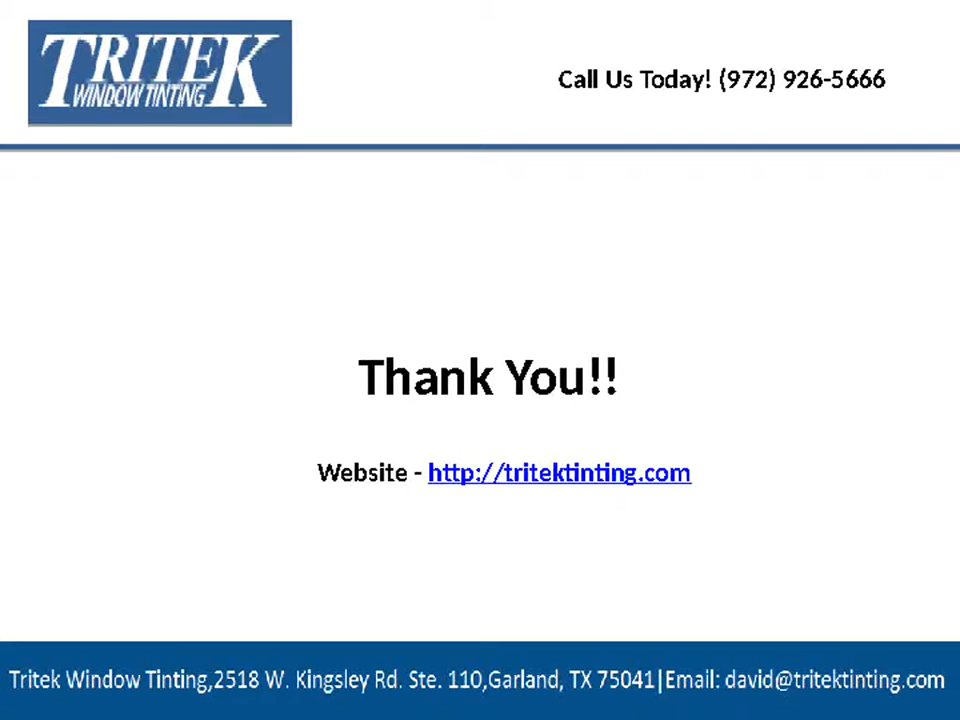 TRITEK
WINDOW TINTING
Call Us Today! (972) 926-5666
Thank You!!
Website - http://tritektinting.com
Tritek Window Tinting,2518 W. Kingsley Rd. Ste. 110,Garland, TX 75041|Email: david@tritektinting.com